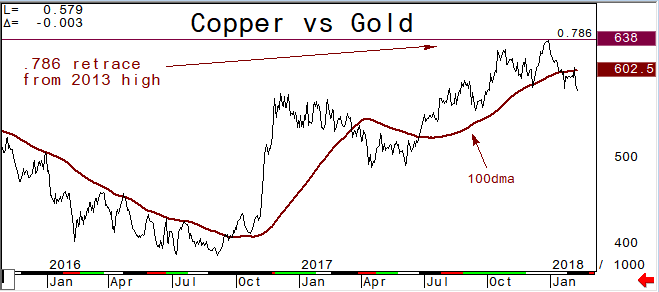 L= 0.579
Δ= -0.003
Copper vs Gold
0.786
638
.786 retrace
from 2013 high
602.5
500
100dma
400
2016
2017
2018
/ 1000
Jan
Apr
Jul
Oct
Jan
Apr
Jul
Oct
Jan